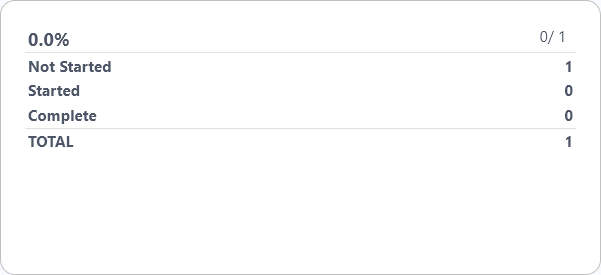 0.0% 0/ 1
Not Started 1
Started 0
Complete 0
TOTAL 1